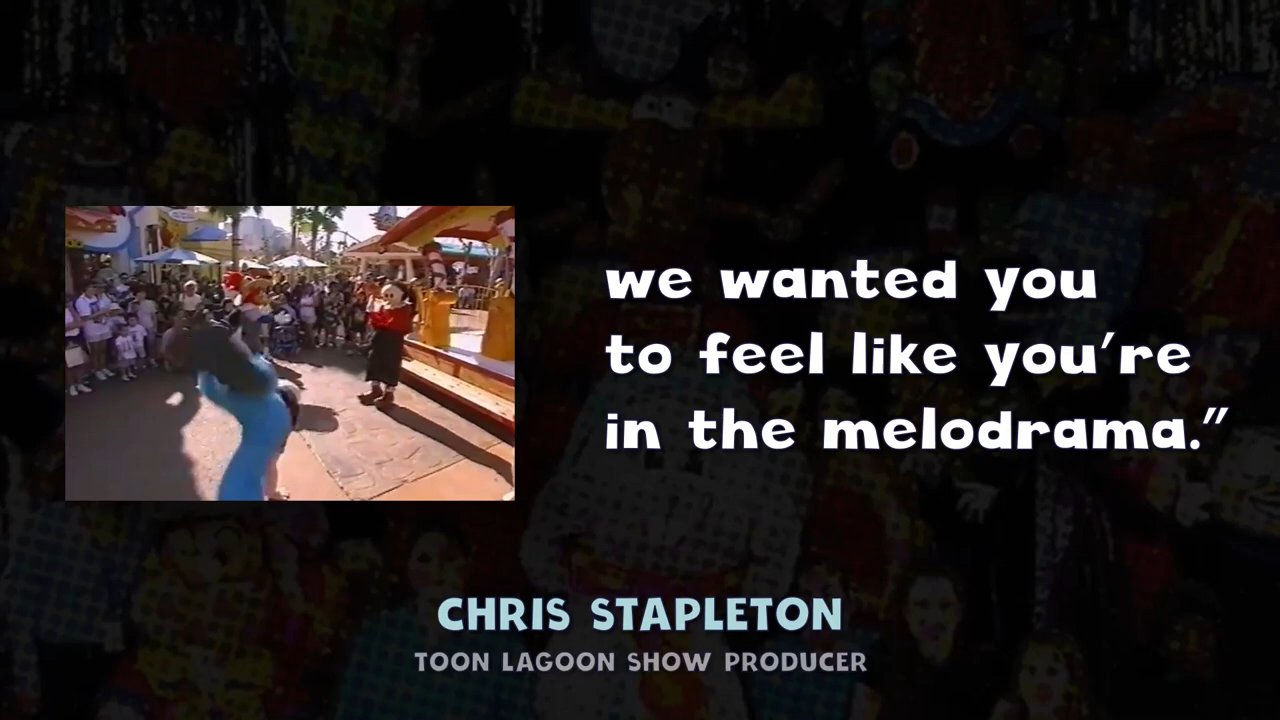 we wanted you
to feel like you're
in the melodrama.”
CHRIS STAPLETON
TOON LAGOON SHOW PRODUCER